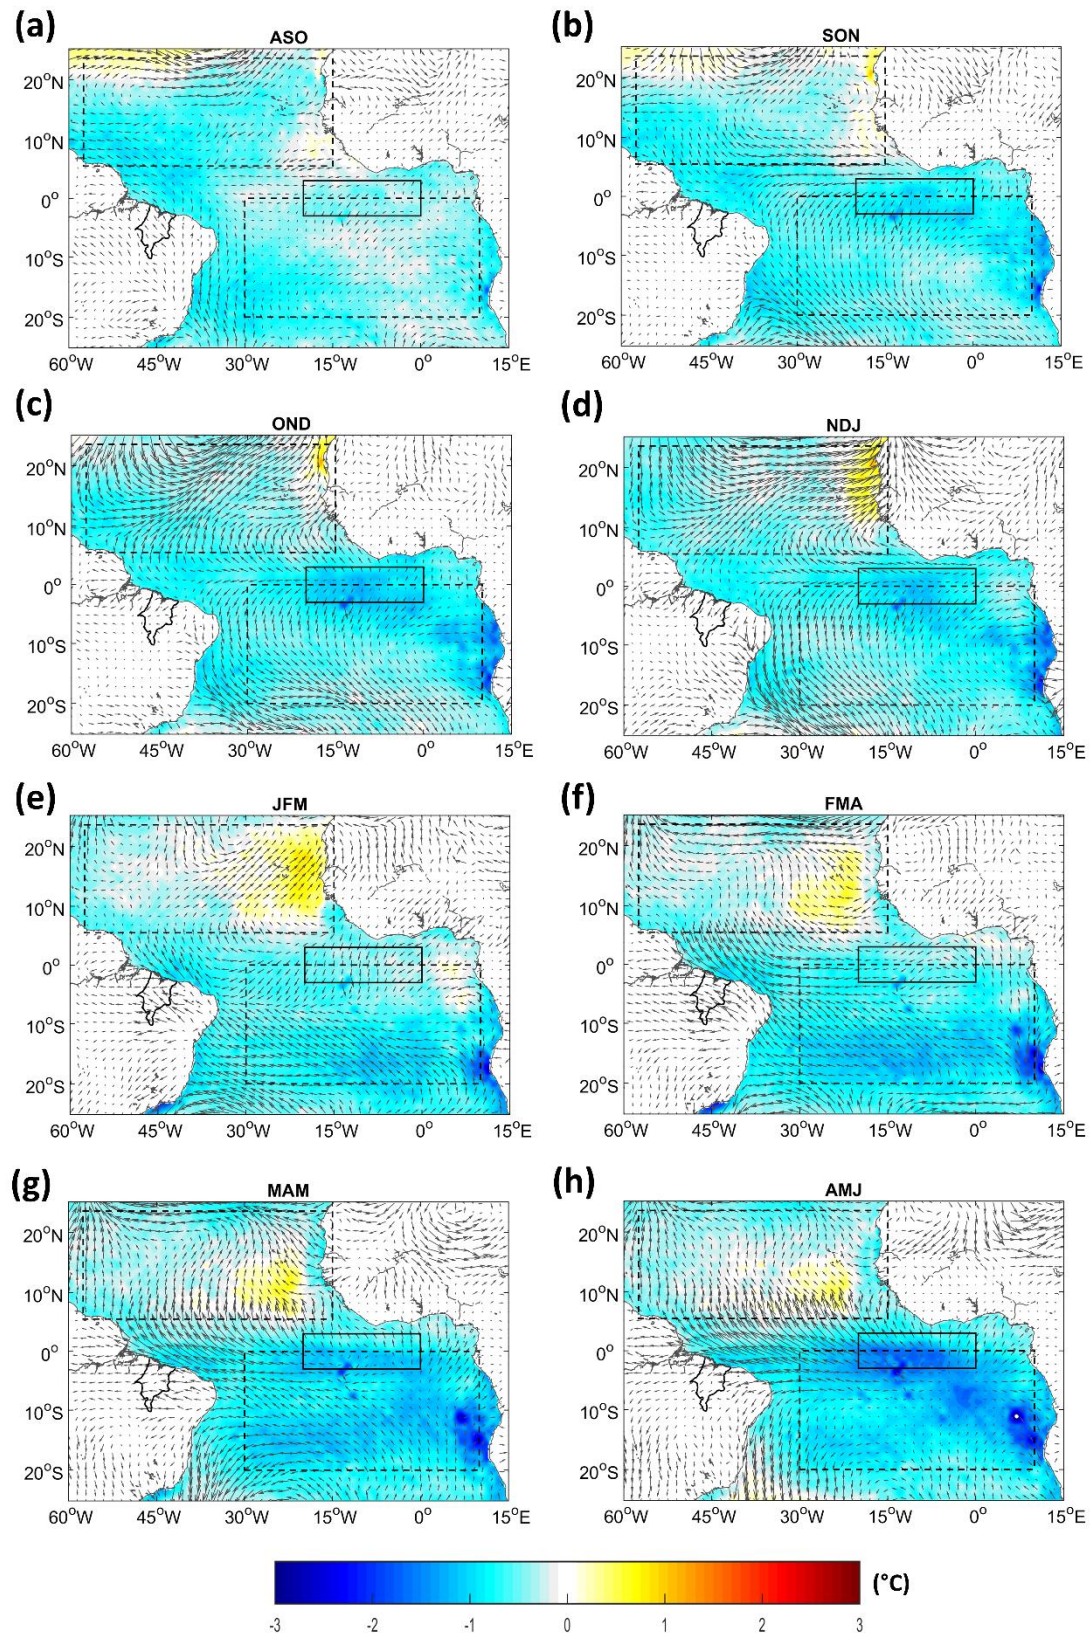 (a) (b)
ASO SON
20°N 20°N
10°N 10°N
0° 0°
10°S 10°S
20°S 20°S
60°W 45°W 30°W 15°W 0° 15°E 60°W 45°W 30°W 15°W 0° 15°E
(c) (d)
OND NDJ
20°N 20°N
10°N 10°N
0° 0°
10°S 10°S
20°S 20°S
60°W 45°W 30°W 15°W 0° 15°E 60°W 45°W 30°W 15°W 0° 15°E
(e) (f)
JFM FMA
20°N 20°N
10°N 10°N
0° 0°
10°S 10°S
20°S 20°S
60°W 45°W 30°W 15°W 0° 15°E 60°W 45°W 30°W 15°W 0° 15°E
(g) (h)
MAM AMJ
20°N 20°N
10°N 10°N
0° 0°
10°S 10°S
20°S 20°S
60°W 45°W 30°W 15°W 0° 15°E 60°W 45°W 30°W 15°W 0° 15°E
(°C)
-3 -2 -1 0 1 2 3